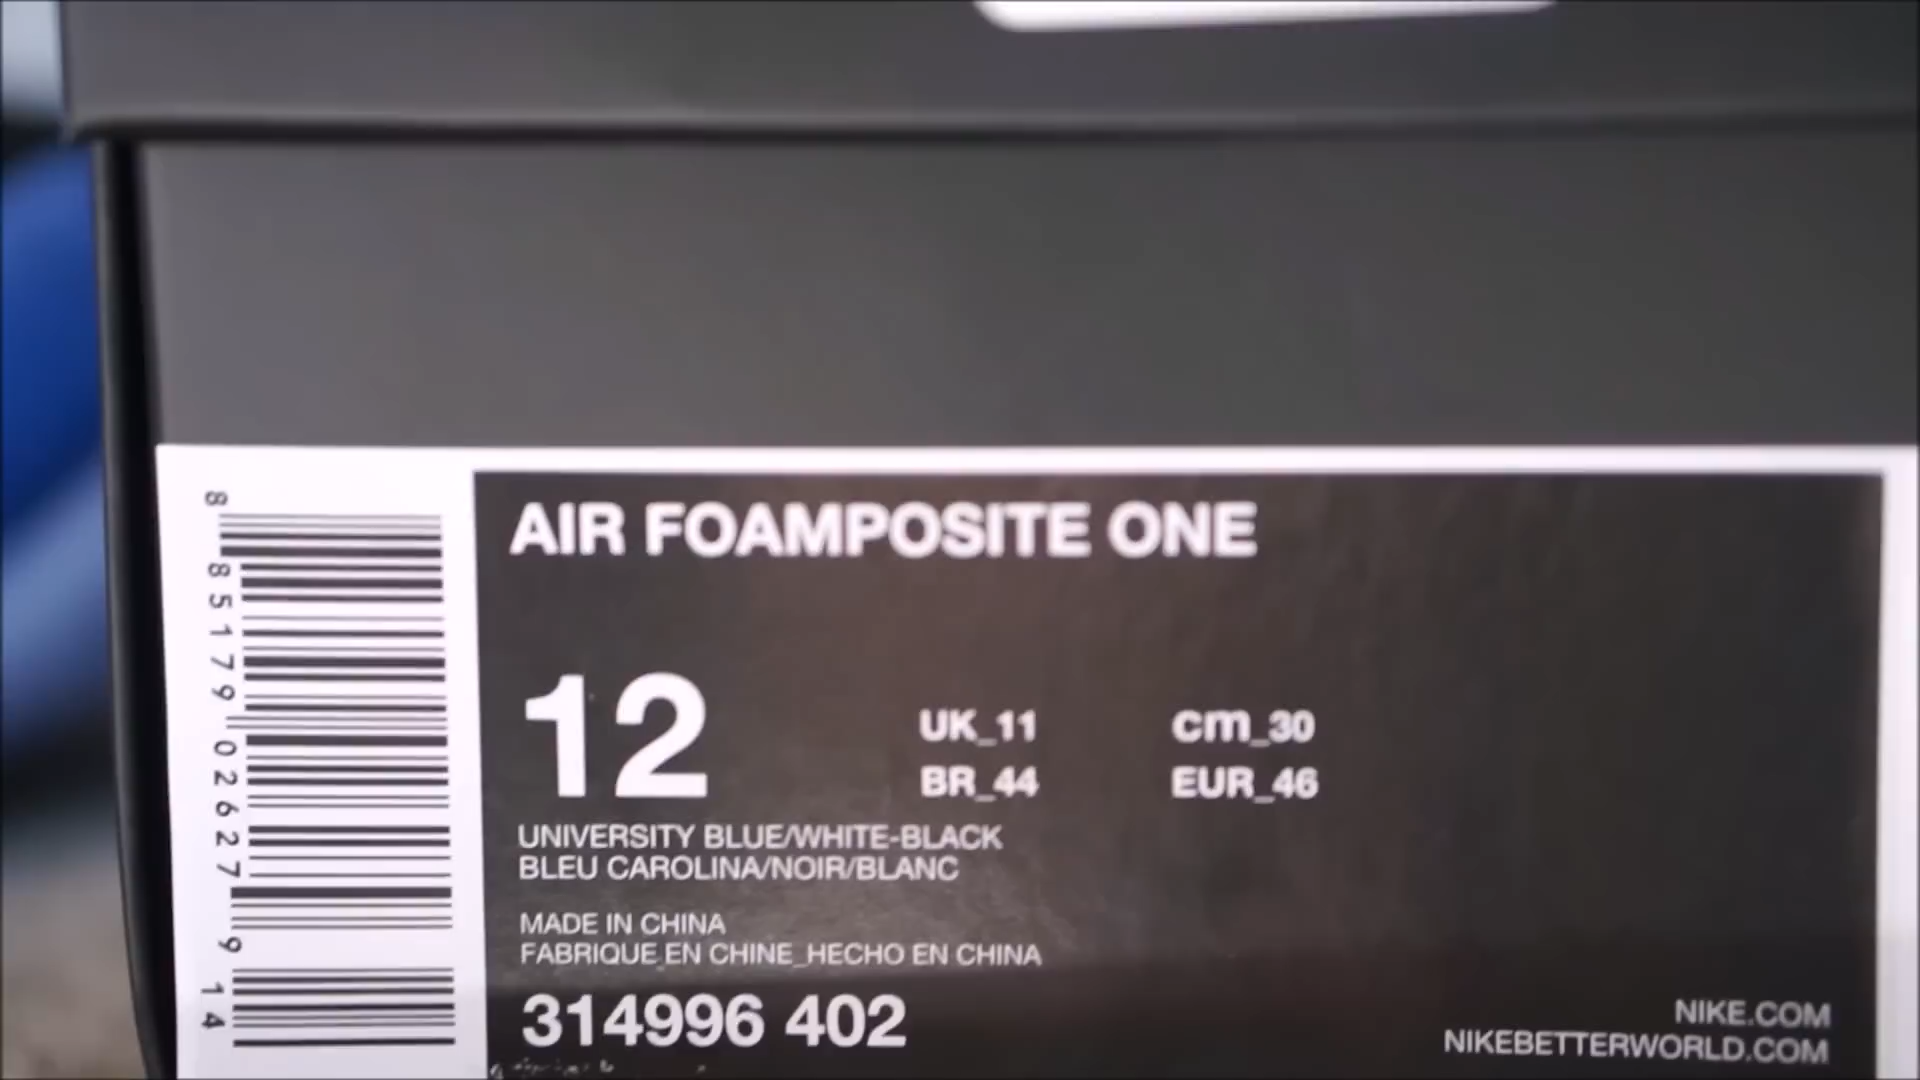 8 85179 02627 9 14
AIR FOAMPOSITE ONE
12
UK_11
cm_30
BR_44
EUR_46
UNIVERSITY BLUE/WHITE-BLACK
BLEU CAROLINA/NOIR/BLANC
MADE IN CHINA
FABRIQUE EN CHINE_HECHO EN CHINA
314996 402
NIKE.COM
NIKEBETTERWORLD.COM